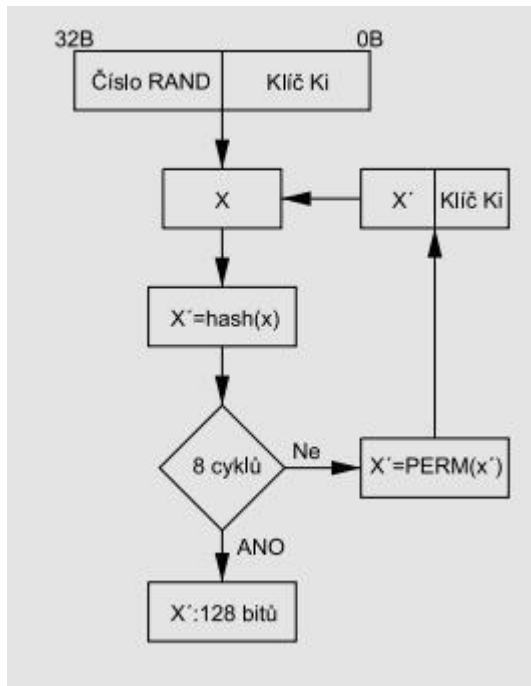 32B 0B
Číslo RAND Klíč Ki
X X´ Klíč Ki
X´=hash(x)
8 cyklů Ne X´=PERM(x´)
ANO
X´:128 bitů